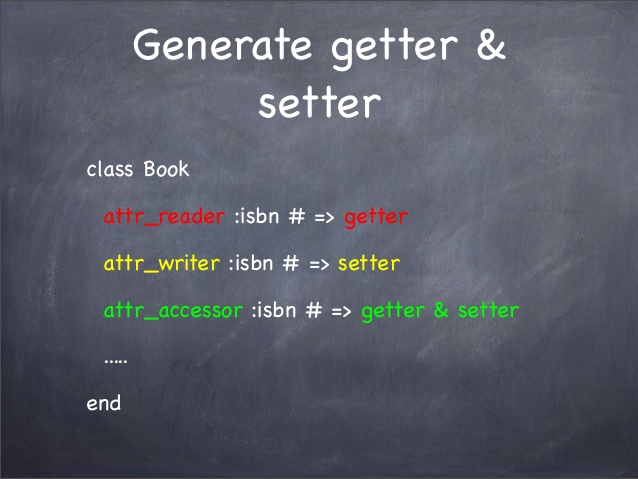 Generate getter &
setter
class Book
attr_reader :isbn # => getter
attr_writer :isbn # => setter
attr_accessor :isbn # => getter & setter
.....
end